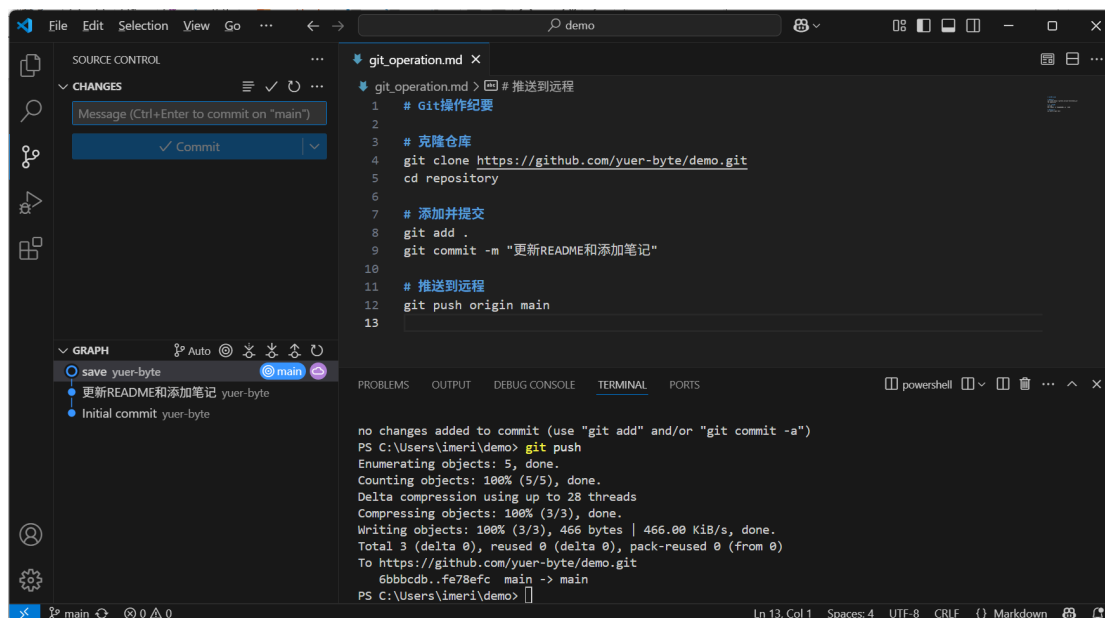 File Edit Selection View Go ··· demo
SOURCE CONTROL
CHANGES
Message (Ctrl+Enter to commit on "main")
Commit
GRAPH
Auto
save yuer-byte main
更新README和添加笔记 yuer-byte
Initial commit yuer-byte
git_operation.md
git_operation.md > # 推送到远程
1 # Git操作纪要
2
3 # 克隆仓库
4 git clone https://github.com/yuer-byte/demo.git
5 cd repository
6
7 # 添加并提交
8 git add .
9 git commit -m "更新README和添加笔记"
10
11 # 推送到远程
12 git push origin main
13
PROBLEMS OUTPUT DEBUG CONSOLE TERMINAL PORTS powershell
no changes added to commit (use "git add" and/or "git commit -a")
PS C:\Users\imeri\demo> git push
Enumerating objects: 5, done.
Counting objects: 100% (5/5), done.
Delta compression using up to 28 threads
Compressing objects: 100% (3/3), done.
Writing objects: 100% (3/3), 466 bytes | 466.00 KiB/s, done.
Total 3 (delta 0), reused 0 (delta 0), pack-reused 0 (from 0)
To https://github.com/yuer-byte/demo.git
6bbbcdb..fe78efc main -> main
PS C:\Users\imeri\demo>
main 0 0 Ln 13, Col 1 Spaces: 4 UTF-8 CRLF {} Markdown